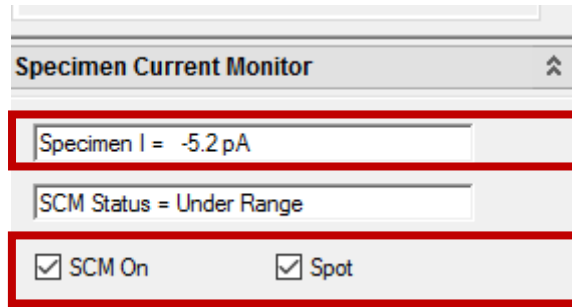 Specimen Current Monitor
Specimen I = -5.2 pA
SCM Status = Under Range
SCM On Spot